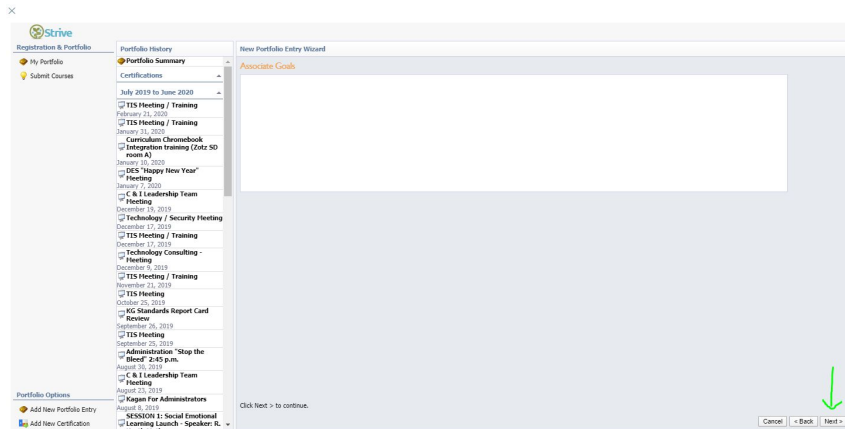 Strive
Registration & Portfolio
My Portfolio
Submit Courses
Portfolio History
Portfolio Summary
Certifications
July 2019 to June 2020
TIS Meeting / Training
February 21, 2020
TIS Meeting / Training
January 31, 2020
Curriculum Chromebook
Integration training (Zotz SD
room A)
January 10, 2020
DES "Happy New Year"
Meeting
January 7, 2020
C & I Leadership Team
Meeting
December 19, 2019
Technology / Security Meeting
December 17, 2019
TIS Meeting / Training
December 17, 2019
Technology Consulting -
Meeting
December 9, 2019
TIS Meeting / Training
November 21, 2019
TIS Meeting
October 25, 2019
KG Standards Report Card
Review
September 26, 2019
TIS Meeting
September 25, 2019
Administration "Stop the
Bleed" 2:45 p.m.
August 30, 2019
C & I Leadership Team
Meeting
August 23, 2019
Kagan For Administrators
August 8, 2019
SESSION 1: Social Emotional
Learning Launch - Speaker: R.
New Portfolio Entry Wizard
Associate Goals
Click Next > to continue.
Cancel
< Back
Next >
Portfolio Options
Add New Portfolio Entry
Add New Certification